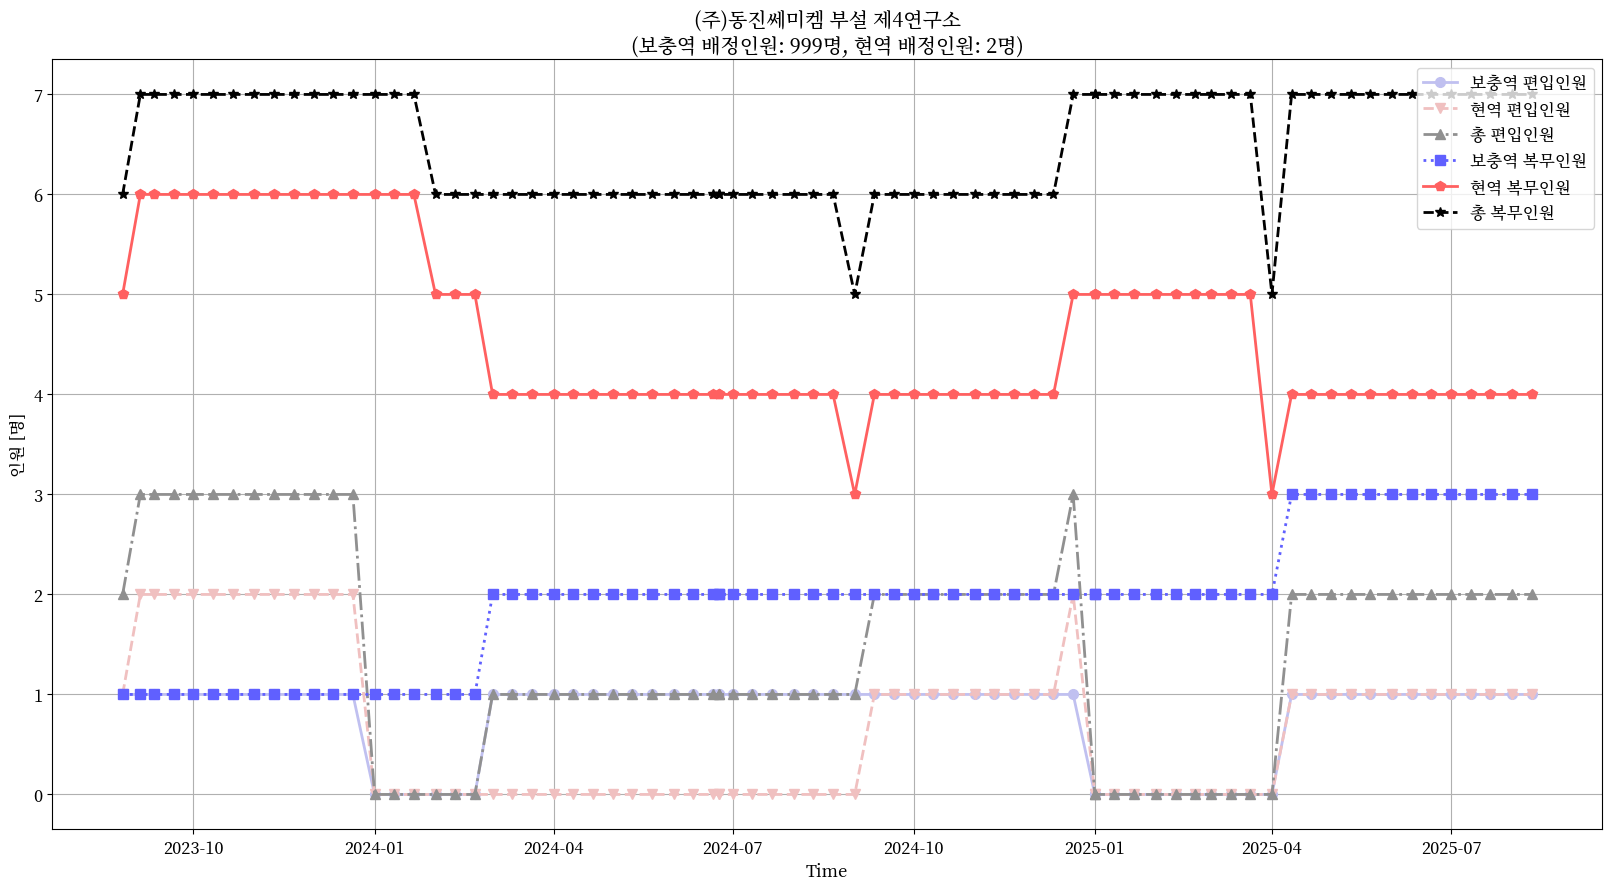 (주)동진쎄미켐 부설 제4연구소
(보충역 배정인원: 999명, 현역 배정인원: 2명)
보충역 편입인원
현역 편입인원
총 편입인원
보충역 복무인원
현역 복무인원
총 복무인원
인원 [명]
7
6
5
4
3
2
1
0
2023-10
2024-01
2024-04
2024-07
2024-10
2025-01
2025-04
2025-07
Time